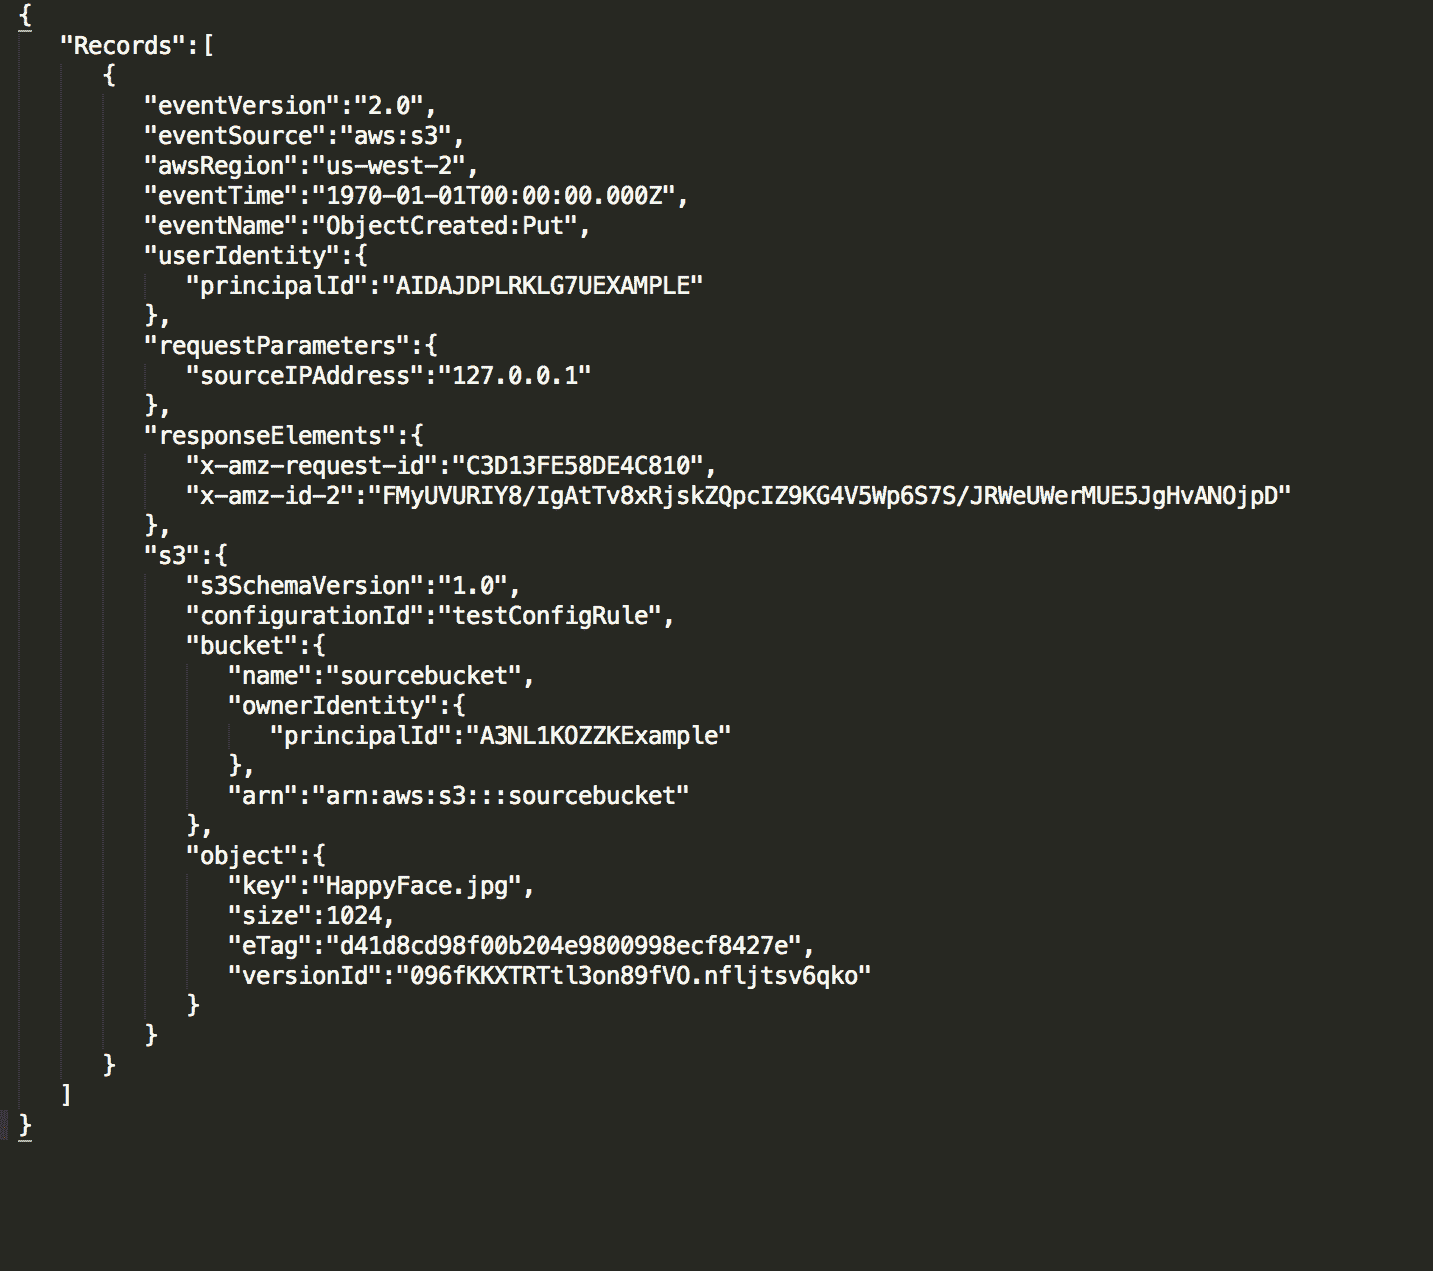 {
"Records":[
{
"eventVersion":"2.0",
"eventSource":"aws:s3",
"awsRegion":"us-west-2",
"eventTime":"1970-01-01T00:00:00.000Z",
"eventName":"ObjectCreated:Put",
"userIdentity":{
"principalId":"AIDAJDPLRKLG7UEXAMPLE"
},
"requestParameters":{
"sourceIPAddress":"127.0.0.1"
},
"responseElements":{
"x-amz-request-id":"C3D13FE58DE4C810",
"x-amz-id-2":"FMyUVURIY8/IgAtTv8xRjskZQpcIZ9KG4V5Wp6S7S/JRWeUWerMUE5JgHvANOjpD"
},
"s3":{
"s3SchemaVersion":"1.0",
"configurationId":"testConfigRule",
"bucket":{
"name":"sourcebucket",
"ownerIdentity":{
"principalId":"A3NL1KOZZKExample"
},
"arn":"arn:aws:s3:::sourcebucket"
},
"object":{
"key":"HappyFace.jpg",
"size":1024,
"eTag":"d41d8cd98f00b204e9800998ecf8427e",
"versionId":"096fKKXTRTtl3on89fVO.nfljtsv6qko"
}
}
}
]
}